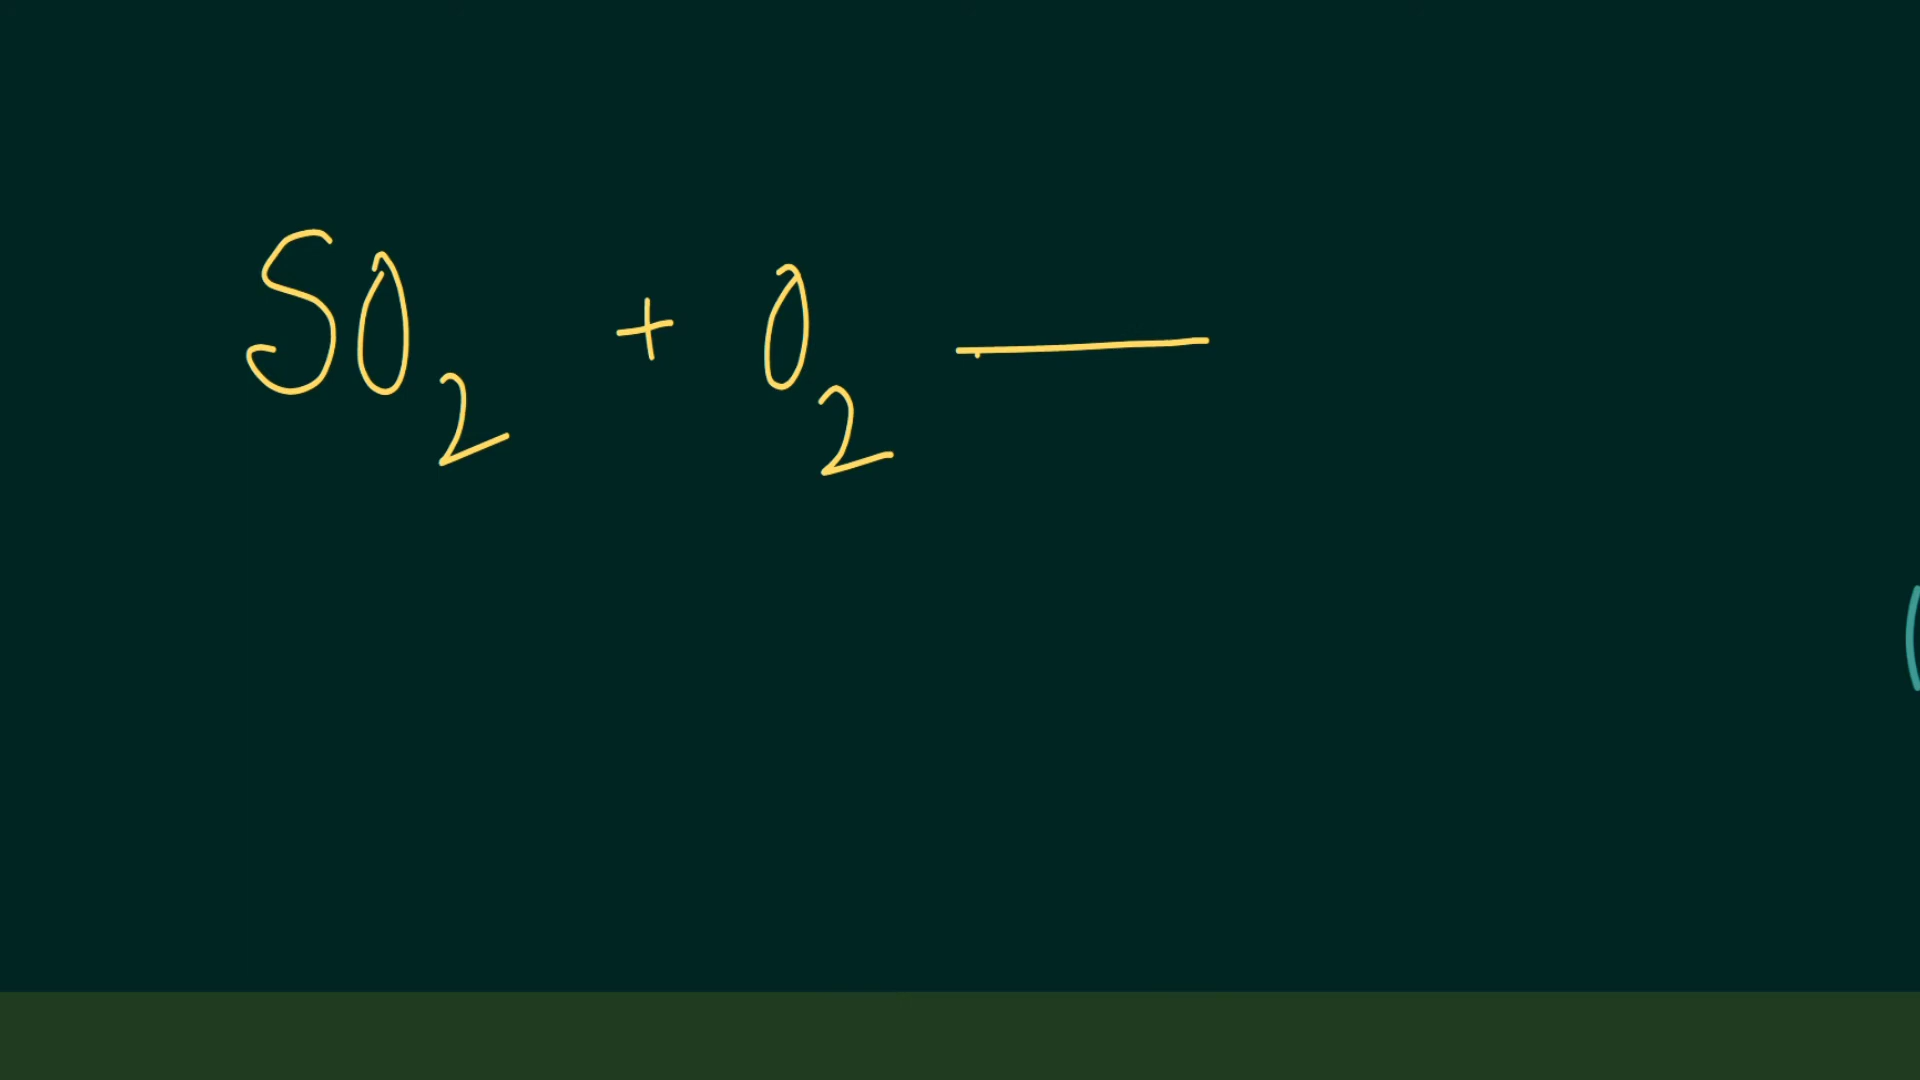 SO₂ + O₂ —